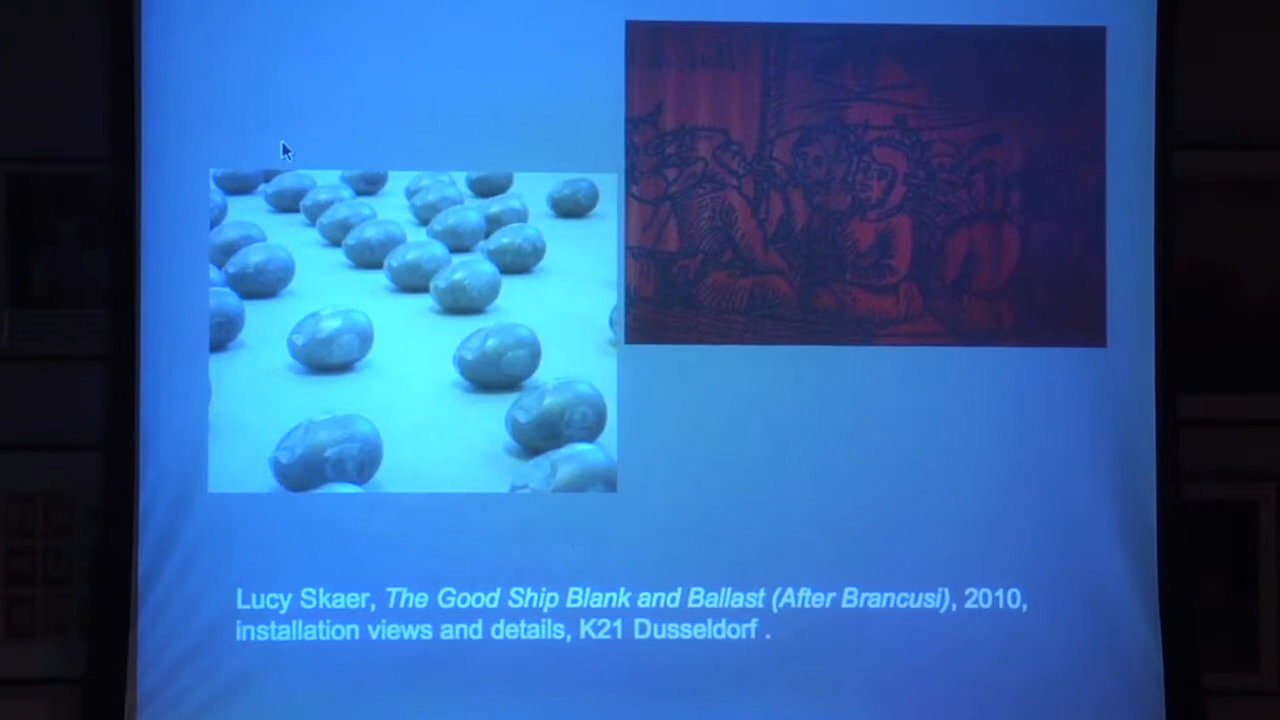 Lucy Skaer, The Good Ship Blank and Ballast (After Brancusi), 2010,
installation views and details, K21 Dusseldorf .